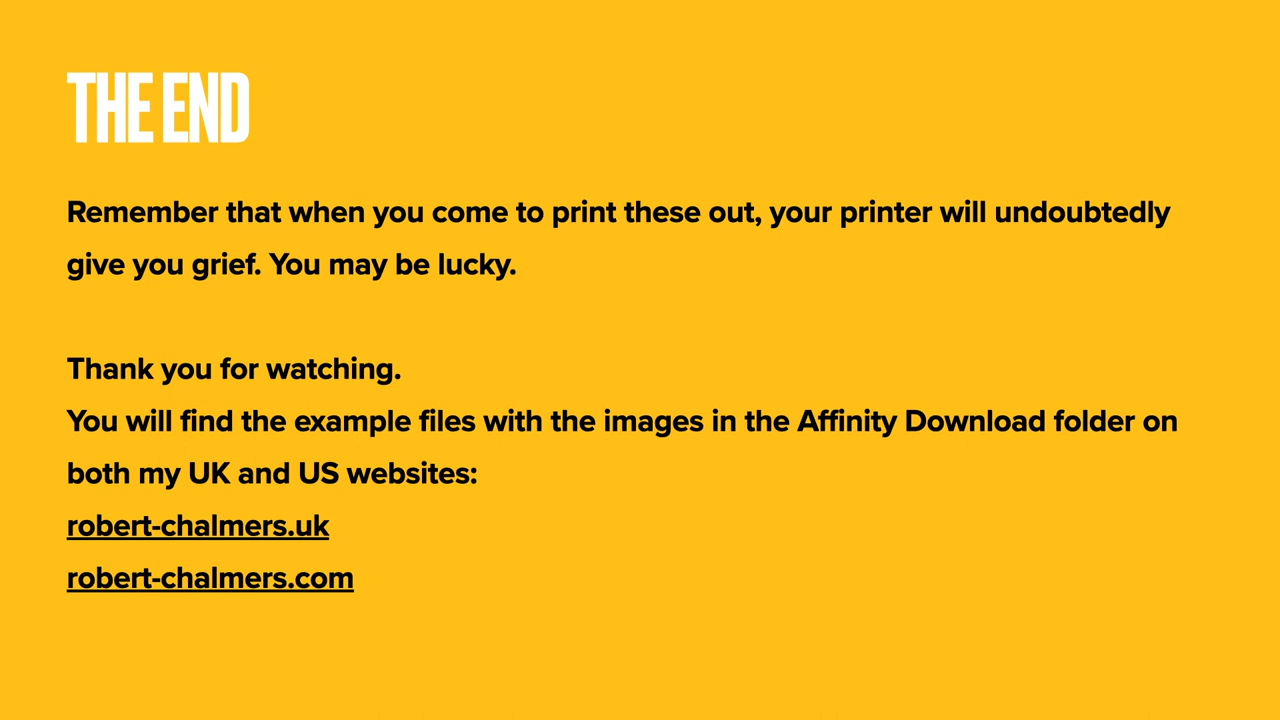 THE END
Remember that when you come to print these out, your printer will undoubtedly
give you grief. You may be lucky.
Thank you for watching.
You will find the example files with the images in the Affinity Download folder on
both my UK and US websites:
robert-chalmers.uk
robert-chalmers.com